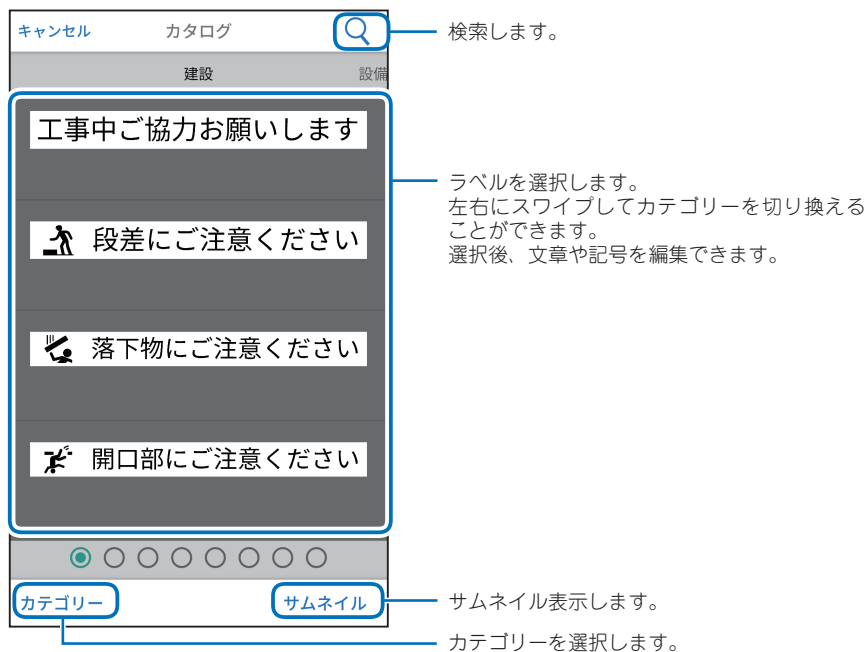 キャンセル
カタログ
検索します。
建設
設備
工事中ご協力お願いします
段差にご注意ください
落下物にご注意ください
開口部にご注意ください
ラベルを選択します。
左右にスワイプしてカテゴリーを切り換える
ことができます。
選択後、文章や記号を編集できます。
カテゴリー
サムネイル
サムネイル表示します。
カテゴリーを選択します。